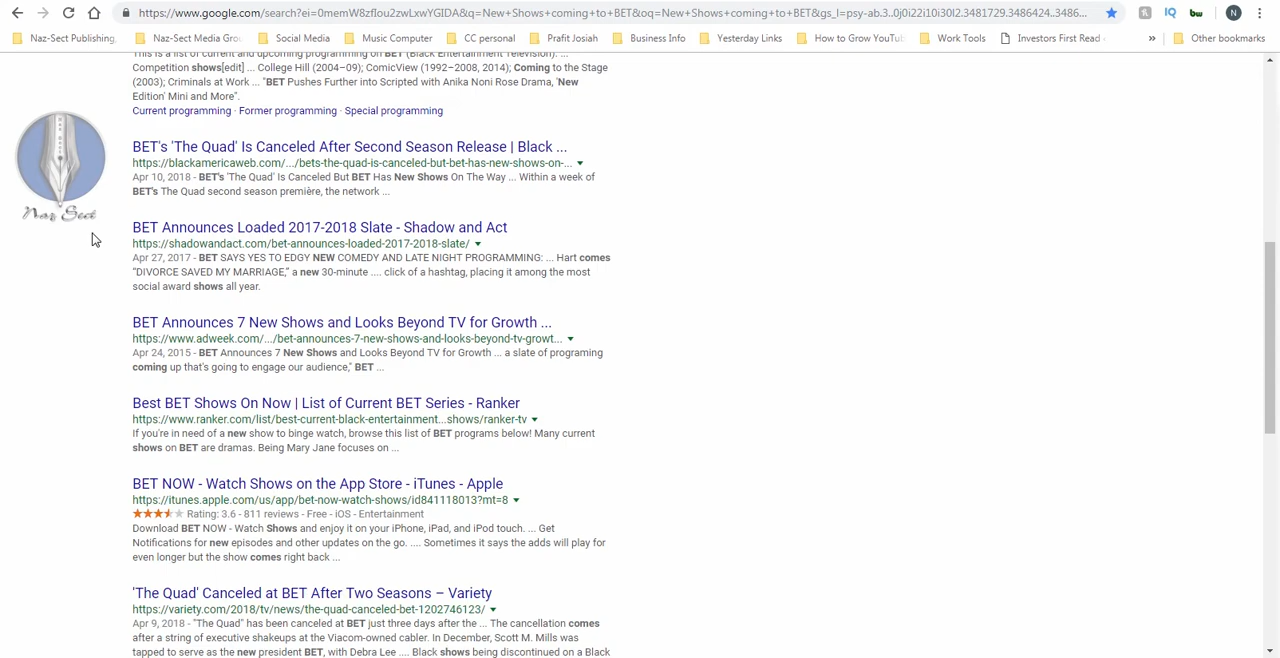 https://www.google.com/search?ei=0memW8zfIou2zwLxwYGIDA&q=New+Shows+coming+to+BET&oq=New+Shows+coming+to+BET&gs_l=psy-ab.3..0j0i22i10i30l2.3481729.3486424..3486...
Naz-Sect Publishing, Naz-Sect Media Grou Social Media Music Computer CC personal Prafit Josiah Business Info Yesterday Links How to Grow YouTu Work Tools Investors First Read - » Other bookmarks
This is a list of current and upcoming programming on BET (Black Entertainment Television). ...
Competition shows[edit] ... College Hill (2004–09); ComicView (1992–2008, 2014); Coming to the Stage
(2003); Criminals at Work ... "BET Pushes Further into Scripted with Anika Noni Rose Drama, 'New
Edition' Mini and More".
Current programming · Former programming · Special programming
BET's 'The Quad' Is Canceled After Second Season Release | Black ...
https://blackamericaweb.com/.../bets-the-quad-is-canceled-but-bet-has-new-shows-on-...
Apr 10, 2018 - BET's 'The Quad' Is Canceled But BET Has New Shows On The Way ... Within a week of
BET's The Quad second season première, the network ...
Naz Sect
BET Announces Loaded 2017-2018 Slate - Shadow and Act
https://shadowandact.com/bet-announces-loaded-2017-2018-slate/
Apr 27, 2017 - BET SAYS YES TO EDGY NEW COMEDY AND LATE NIGHT PROGRAMMING: ... Hart comes
"DIVORCE SAVED MY MARRIAGE," a new 30-minute .... click of a hashtag, placing it among the most
social award shows all year.
BET Announces 7 New Shows and Looks Beyond TV for Growth ...
https://www.adweek.com/.../bet-announces-7-new-shows-and-looks-beyond-tv-growt...
Apr 24, 2015 - BET Announces 7 New Shows and Looks Beyond TV for Growth ... a slate of programing
coming up that's going to engage our audience," BET ...
Best BET Shows On Now | List of Current BET Series - Ranker
https://www.ranker.com/list/best-current-black-entertainment...shows/ranker-tv
If you're in need of a new show to binge watch, browse this list of BET programs below! Many current
shows on BET are dramas. Being Mary Jane focuses on ...
BET NOW - Watch Shows on the App Store - iTunes - Apple
https://itunes.apple.com/us/app/bet-now-watch-shows/id841118013?mt=8
Rating: 3.6 - 811 reviews - Free - iOS - Entertainment
Download BET NOW - Watch Shows and enjoy it on your iPhone, iPad, and iPod touch. ... Get
Notifications for new episodes and other updates on the go. .... Sometimes it says the adds will play for
even longer but the show comes right back ...
'The Quad' Canceled at BET After Two Seasons – Variety
https://variety.com/2018/tv/news/the-quad-canceled-bet-1202746123/
Apr 9, 2018 - "The Quad" has been canceled at BET just three days after the ... The cancellation comes
after a string of executive shakeups at the Viacom-owned cabler. In December, Scott M. Mills was
tapped to serve as the new president BET, with Debra Lee .... Black shows being discontinued on a Black